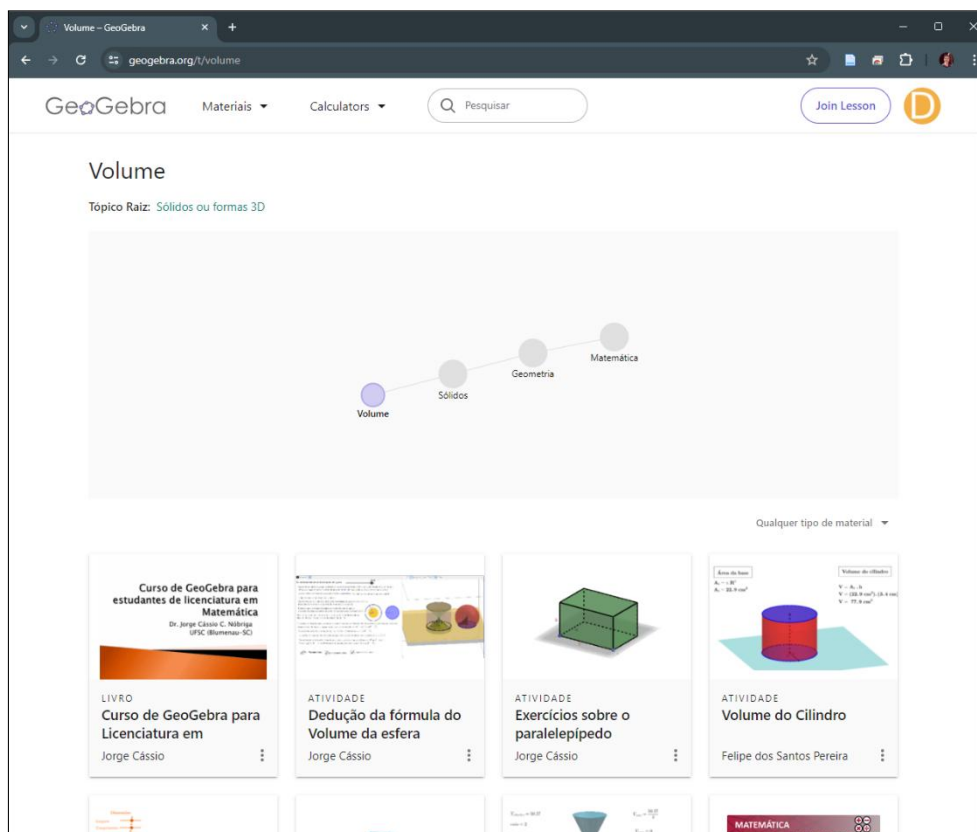 Volume – GeoGebra
geogebra.org/t/volume
GeoGebra Materiais Calculators Pesquisar Join Lesson D
Volume
Tópico Raiz: Sólidos ou formas 3D
Matemática
Geometria
Sólidos
Volume
Qualquer tipo de material
Curso de GeoGebra para
estudantes de licenciatura em
Matemática
Dr. Jorge Cássio C. Nóbriga
UFSC (Blumenau-SC)
LIVRO
Curso de GeoGebra para
Licenciatura em
Jorge Cássio
ATIVIDADE
Dedução da fórmula do
Volume da esfera
Jorge Cássio
ATIVIDADE
Exercícios sobre o
paralelepípedo
Jorge Cássio
Área da base
Volume do cilindro
ATIVIDADE
Volume do Cilindro
Felipe dos Santos Pereira
MATEMÁTICA